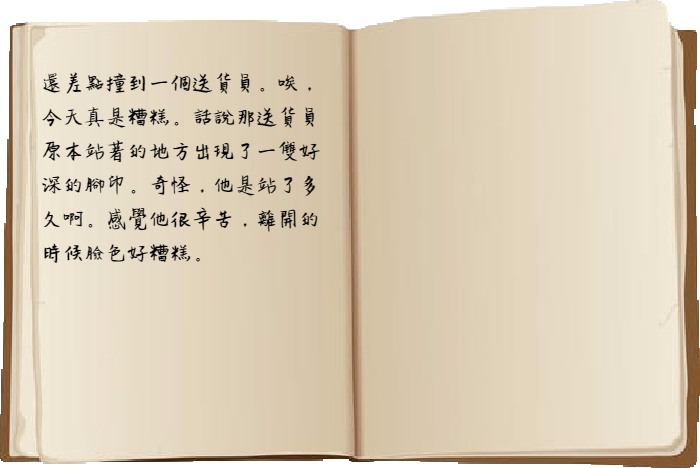 還差點撞到一個送貨員。唉，
今天真是糟糕。話說那送貨員
原本站著的地方出現了一雙好
深的腳印。奇怪，他是站了多
久啊。感覺他很辛苦，離開的
時候臉色好糟糕。